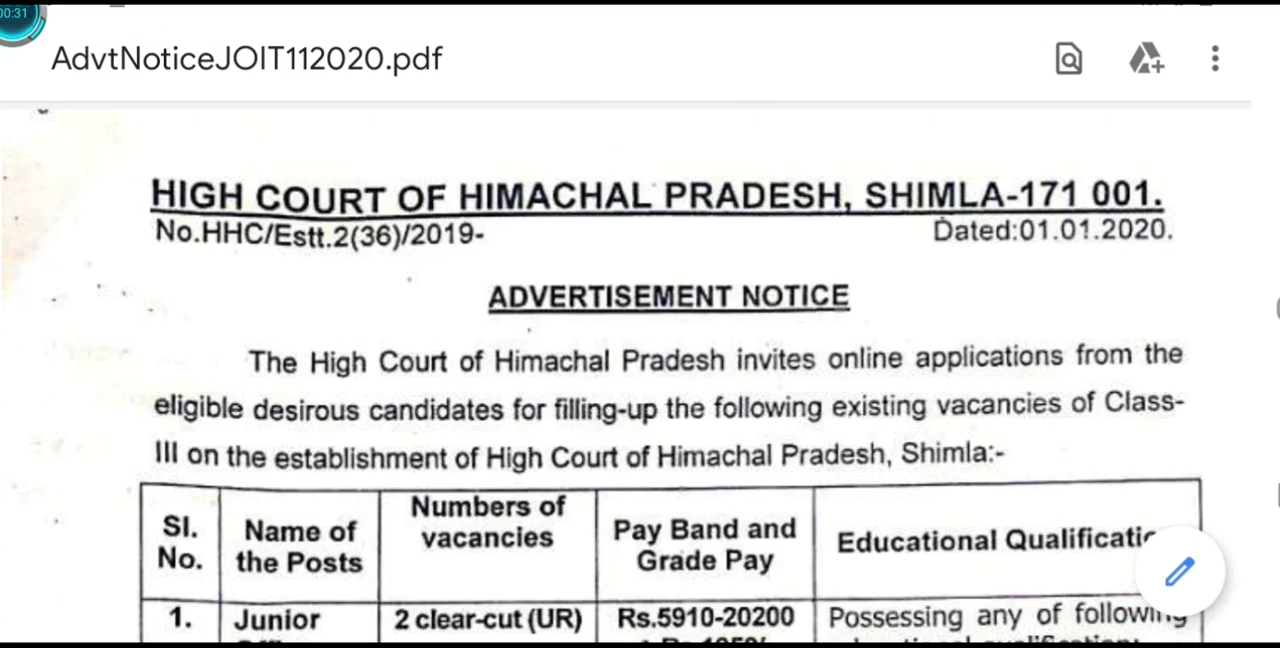 00:31
AdvtNoticeJOIT112020.pdf
HIGH COURT OF HIMACHAL PRADESH, SHIMLA-171 001.
No.HHC/Estt.2(36)/2019-
Dated:01.01.2020.
ADVERTISEMENT NOTICE
The High Court of Himachal Pradesh invites online applications from the
eligible desirous candidates for filling-up the following existing vacancies of Class-
III on the establishment of High Court of Himachal Pradesh, Shimla:-
Sl.
No.
Name of
the Posts
Numbers of
vacancies
Pay Band and
Grade Pay
Educational Qualificatio
1.
Junior
2 clear-cut (UR)
Rs.5910-20200
Possessing any of following